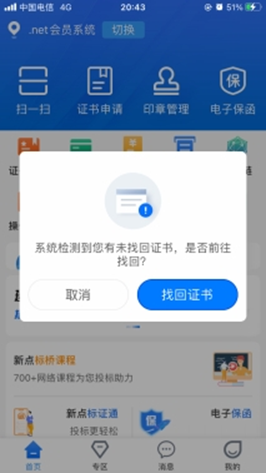 中国电信 4G 20:43 51%
.net会员系统 切换
扫一扫 证书申请 印章管理 电子保函
保
系统检测到您有未找回证书，是否前往
找回？
取消 找回证书
新点标桥课程
700+网络课程为您投标助力
新点标证通 电子保函
投标更轻松
保
首页 专区 消息 我的